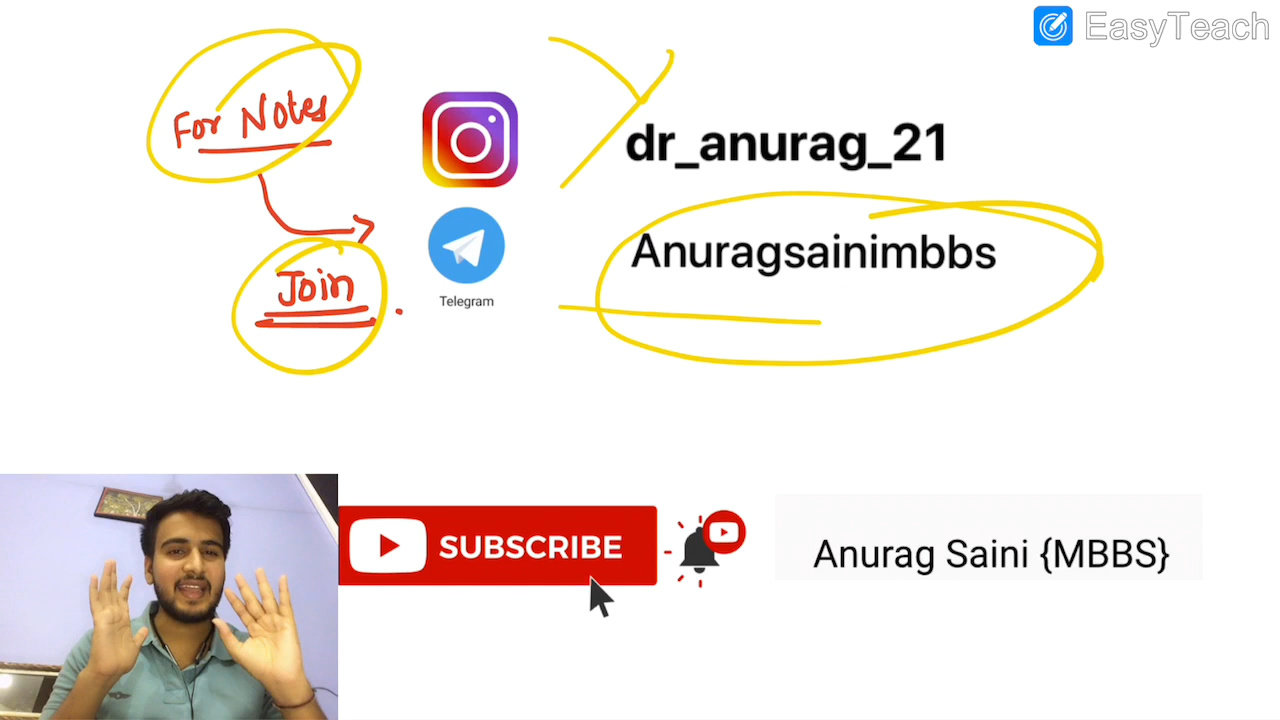 EasyTeach
For Notes
dr_anurag_21
Anuragsainimbbs
Join
Telegram
SUBSCRIBE
Anurag Saini {MBBS}